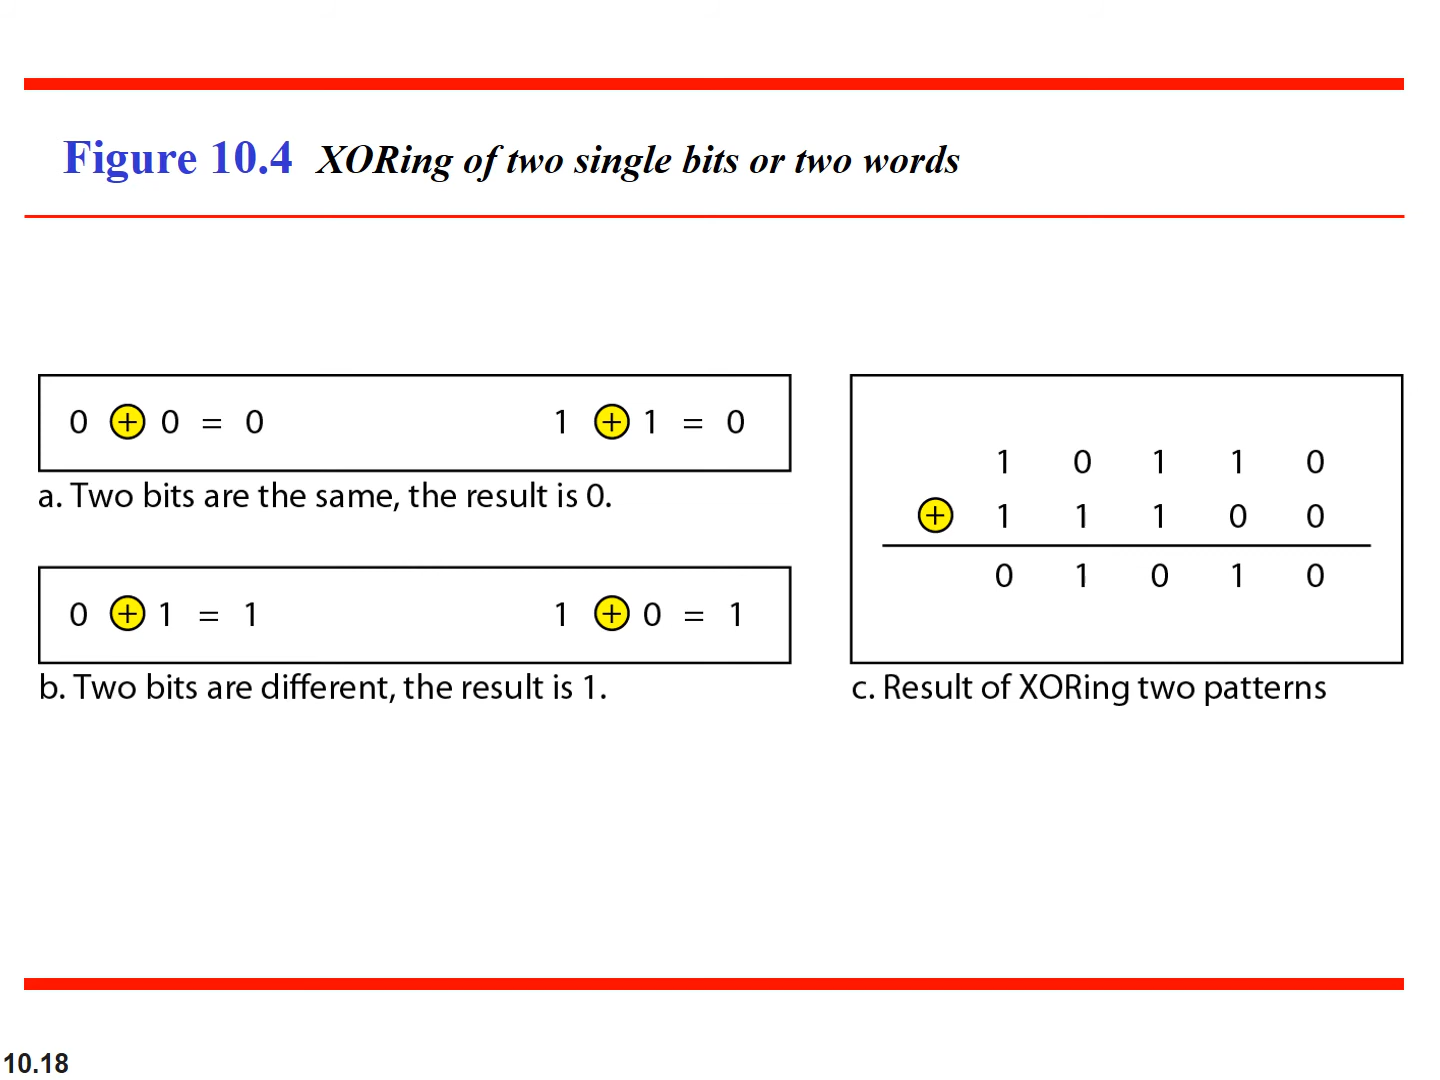 Figure 10.4 XORing of two single bits or two words
0 ⊕ 0 = 0 1 ⊕ 1 = 0
a. Two bits are the same, the result is 0.
0 ⊕ 1 = 1 1 ⊕ 0 = 1
b. Two bits are different, the result is 1.
1 0 1 1 0
⊕ 1 1 1 0 0
0 1 0 1 0
c. Result of XORing two patterns
10.18